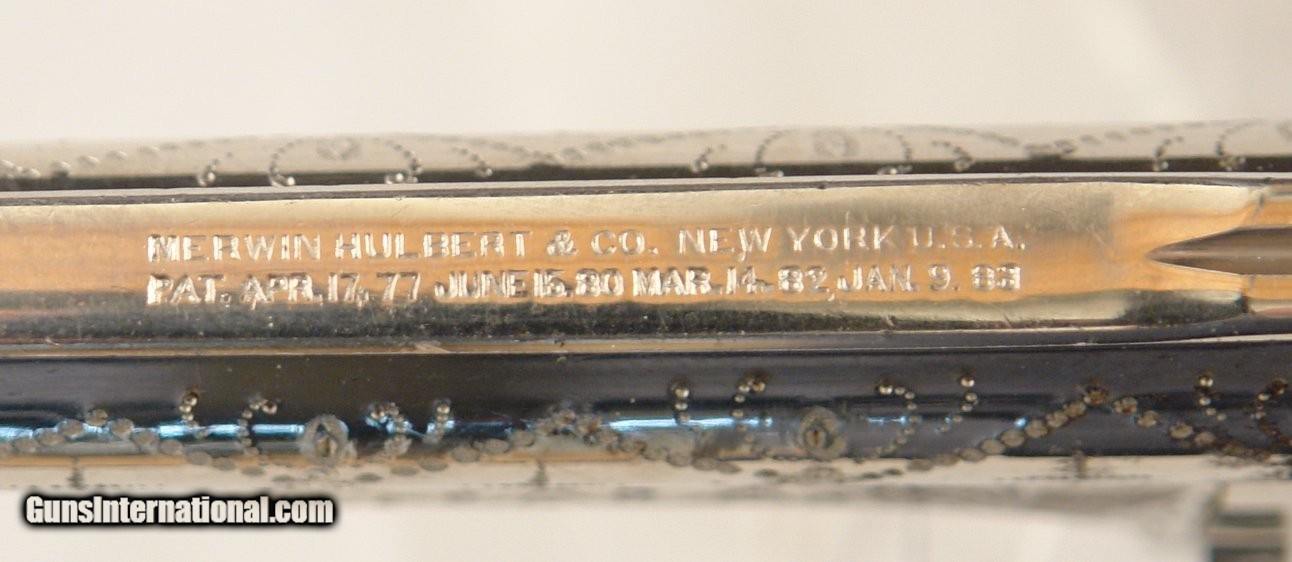 MERWIN HULBERT & CO. NEW YORK U.S.A.
PAT. APR. 17, 77 JUNE 15, 80 MAR. 14, 82, JAN. 9. 83
GunsInternational.com